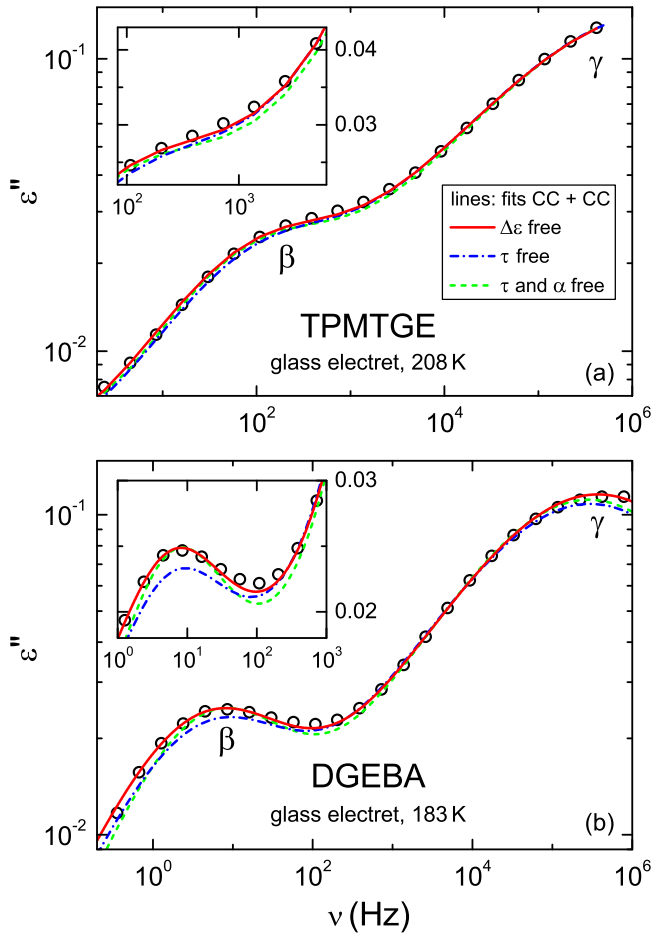 0.04
0.03
10²
10³
10⁻¹
10⁻²
ε"
γ
β
lines: fits CC + CC
Δε free
τ free
τ and α free
TPMTGE
glass electret, 208 K
(a)
10²
10⁴
10⁶
0.03
0.02
10⁰
10¹
10²
10³
10⁻¹
10⁻²
ε"
γ
β
DGEBA
glass electret, 183 K
(b)
10⁰
10²
10⁴
10⁶
ν (Hz)